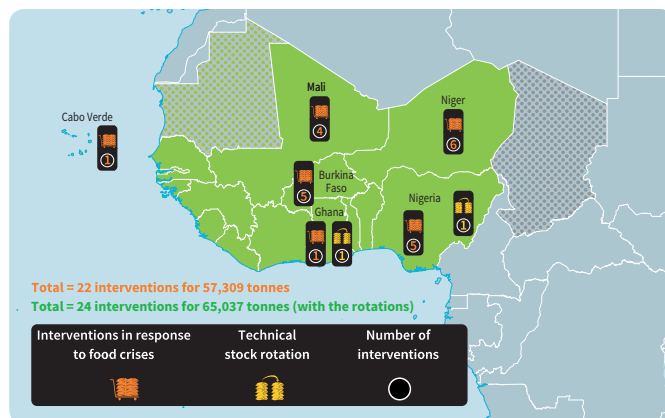 Mali
4
Niger
6
Cabo Verde
1
Burkina
Faso
5
Ghana
1
1
Nigeria
5
1
Total = 22 interventions for 57,309 tonnes
Total = 24 interventions for 65,037 tonnes (with the rotations)
Interventions in response
to food crises
Technical
stock rotation
Number of
interventions